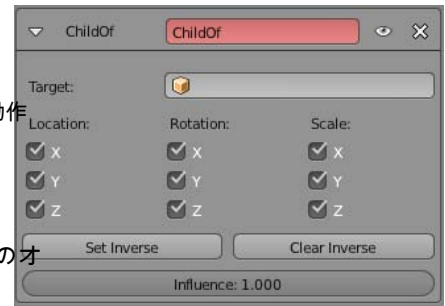 ChildOf ChildOf
Target:
動作
Location: Rotation: Scale:
X X X
Y Y Y
Z Z Z
Set Inverse Clear Inverse
のオ
Influence: 1.000